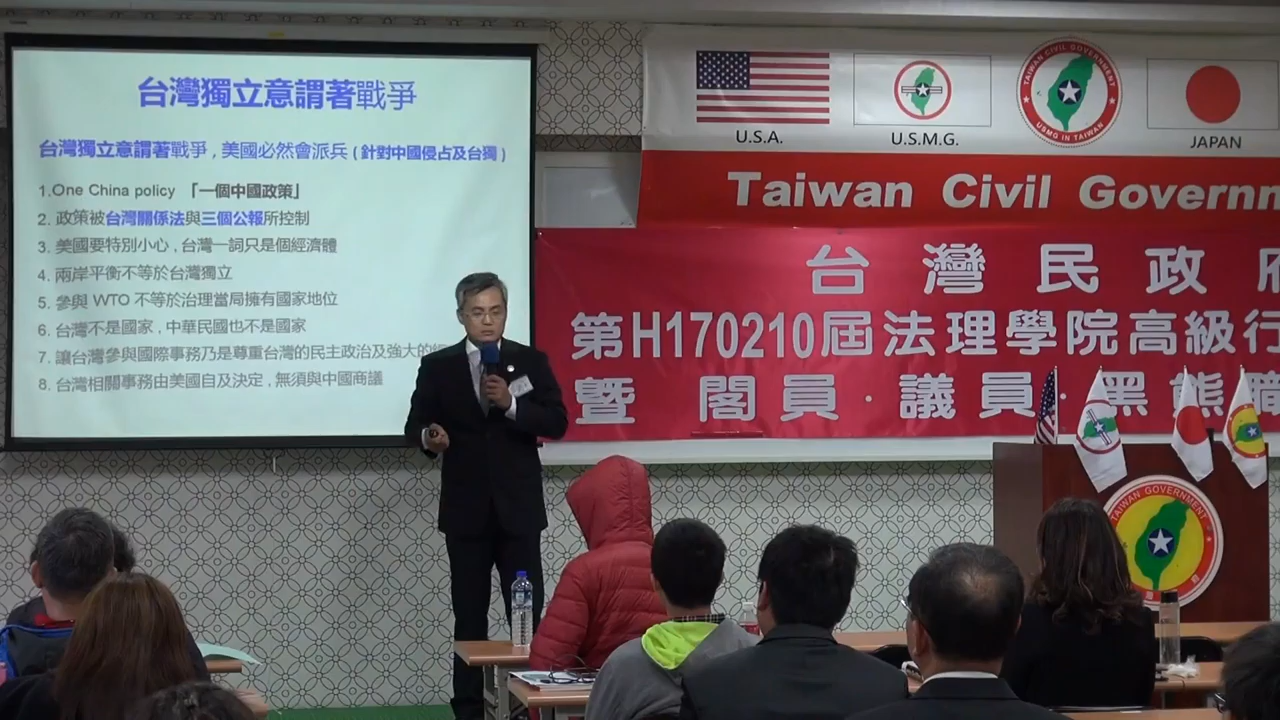 台灣獨立意謂著戰爭
台灣獨立意謂著戰爭, 美國必然會派兵 ( 針對中國侵占及台獨 )
1.One China policy 「一個中國政策」
2. 政策被台灣關係法與三個公報所控制
3. 美國要特別小心 , 台灣一詞只是個經濟體
4. 兩岸平衡不等於台灣獨立
5. 參與 WTO 不等於治理當局擁有國家地位
6. 台灣不是國家 , 中華民國也不是國家
7. 讓台灣參與國際事務乃是尊重台灣的民主政治及強大的
8. 台灣相關事務由美國自及決定 , 無須與中國商議
U.S.A.
U.S.M.G.
TAIWAN CIVIL GOVERNMENT
USMG IN TAIWAN
JAPAN
Taiwan Civil Governm
台灣民政府
第H170210屆法理學院高級行
暨 閣員·議員·黑熊職
TAIWAN GOVERNMENT